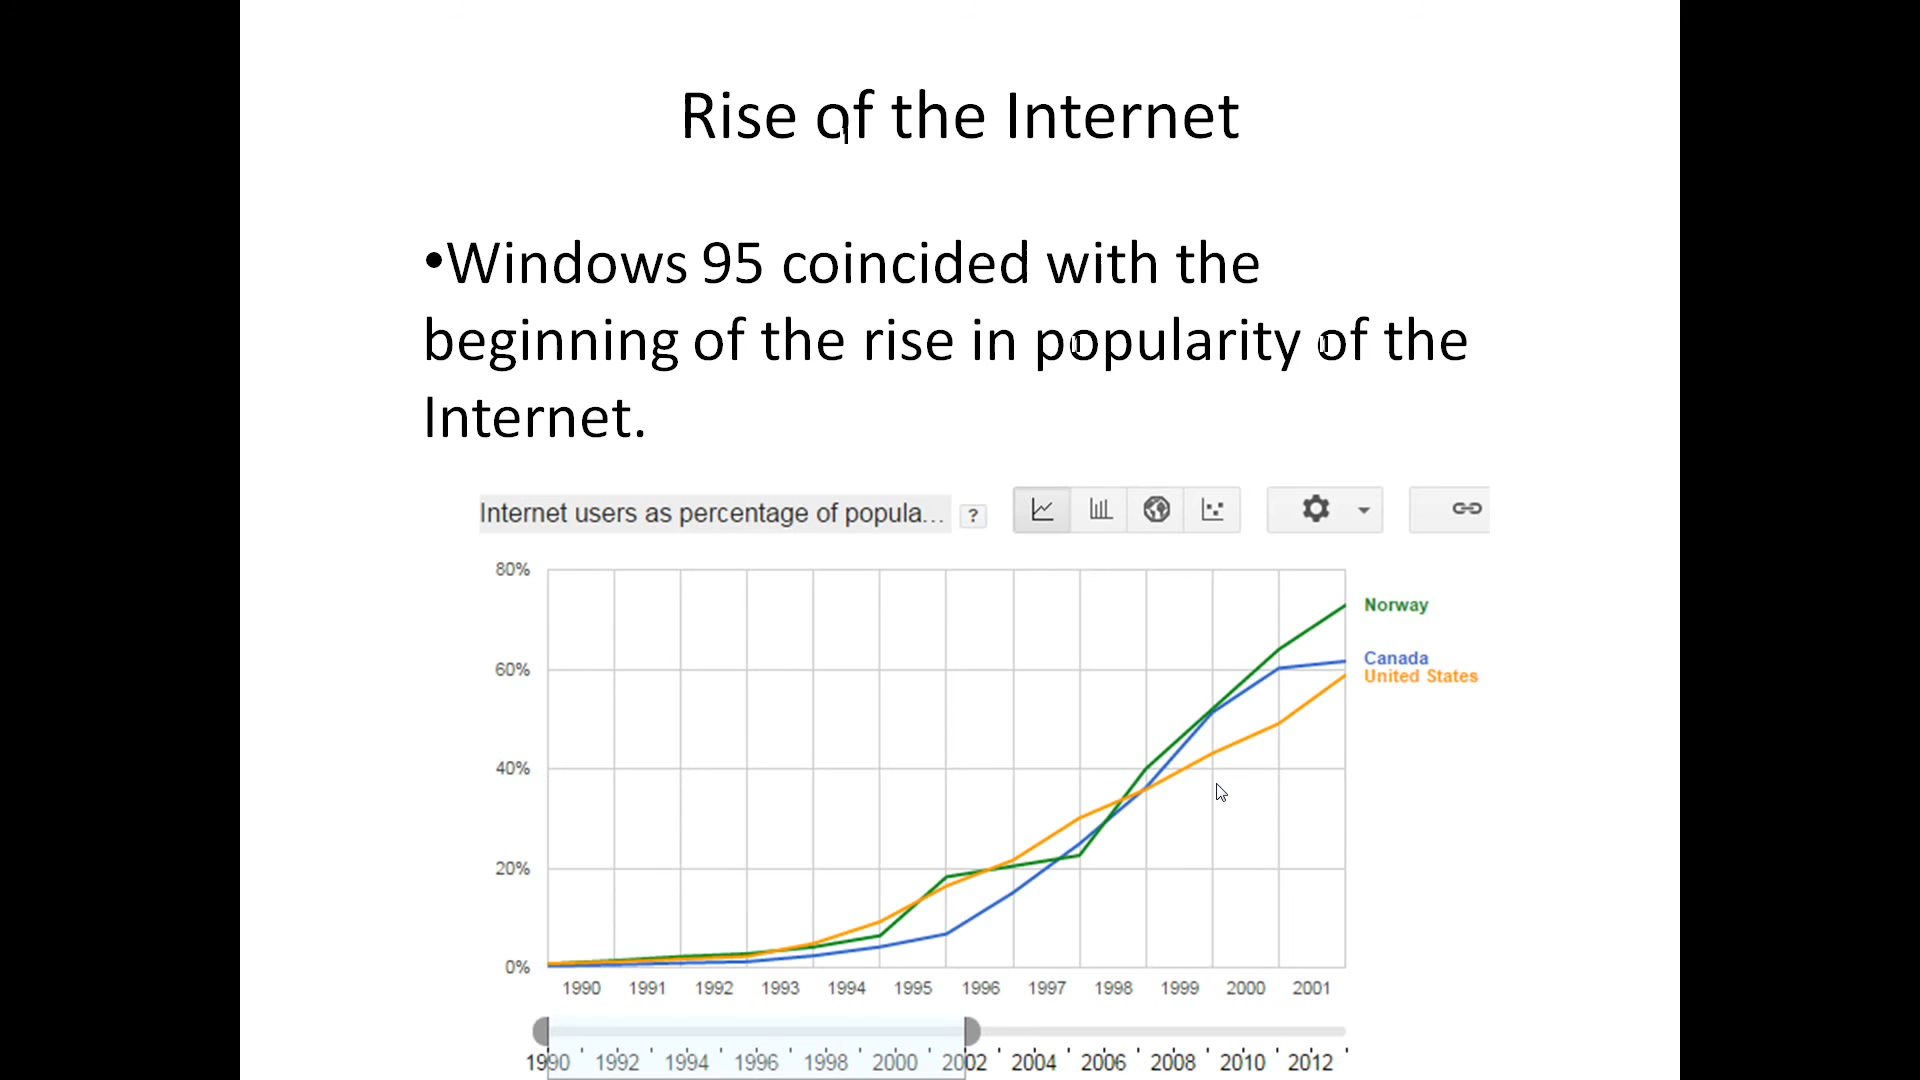 Rise of the Internet
•Windows 95 coincided with the
beginning of the rise in popularity of the
Internet.
Internet users as percentage of popula... ?
80%
Norway
Canada
60%
United States
40%
20%
0%
1990 1991 1992 1993 1994 1995 1996 1997 1998 1999 2000 2001
1990 1992 1994 1996 1998 2000 2002 2004 2006 2008 2010 2012